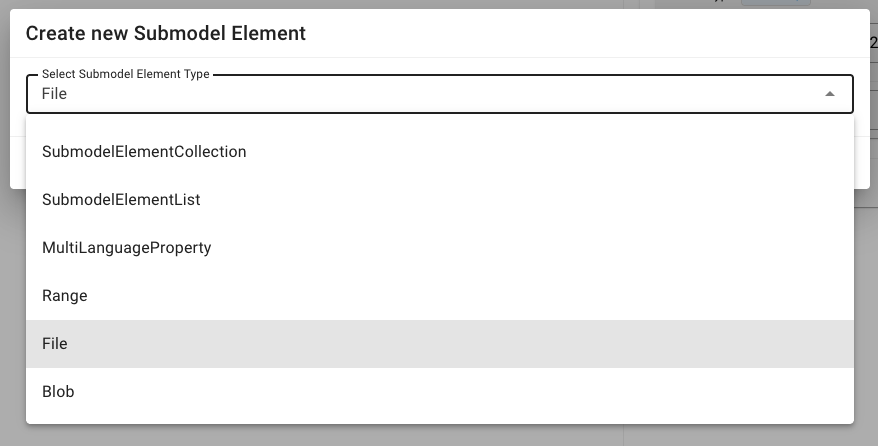 Create new Submodel Element
Select Submodel Element Type
File
SubmodelElementCollection
SubmodelElementList
MultiLanguageProperty
Range
File
Blob